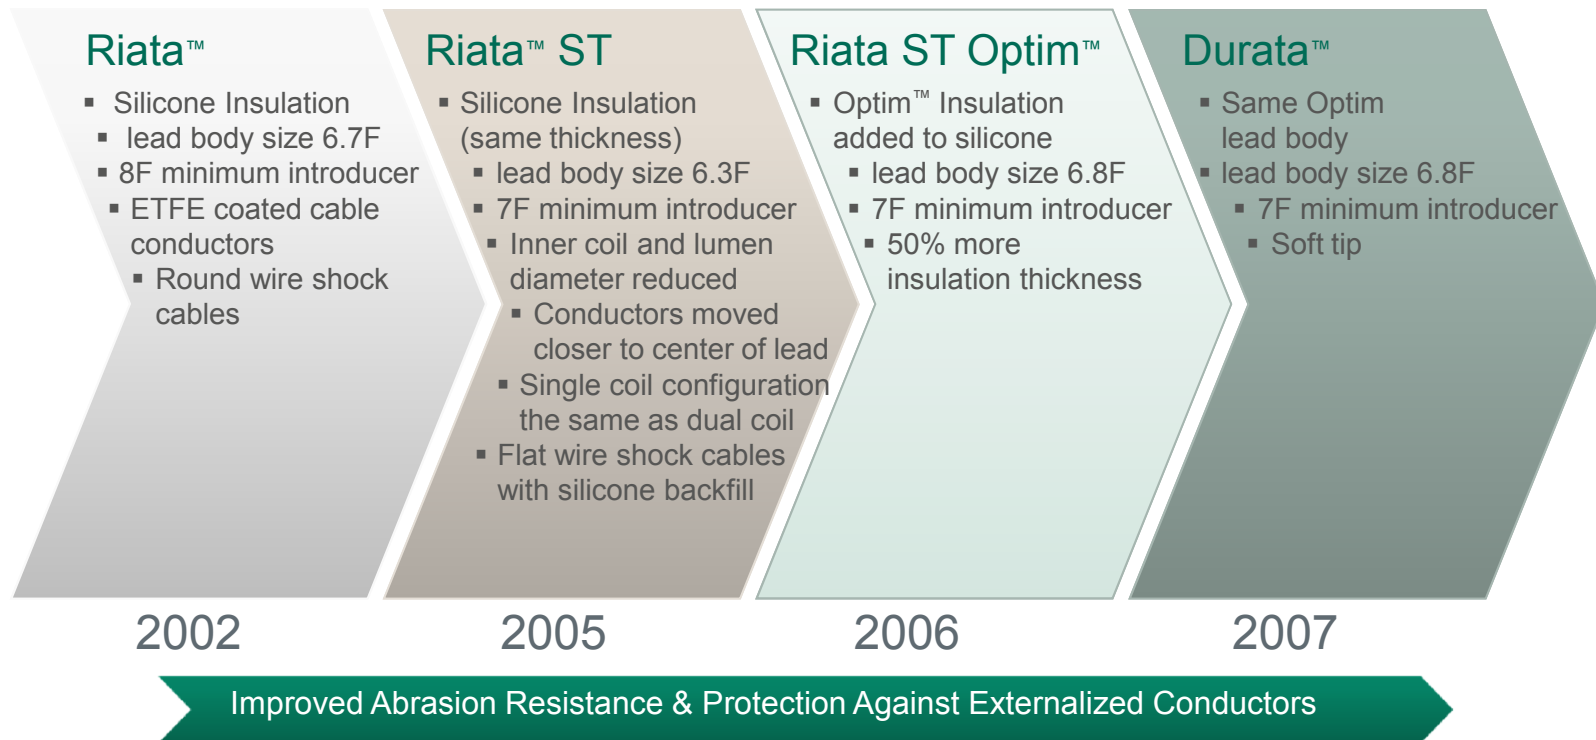 Riata™
▪ Silicone Insulation
▪ lead body size 6.7F
▪ 8F minimum introducer
▪ ETFE coated cable
conductors
▪ Round wire shock
cables
2002
Riata™ ST
▪ Silicone Insulation
(same thickness)
▪ lead body size 6.3F
▪ 7F minimum introducer
▪ Inner coil and lumen
diameter reduced
▪ Conductors moved
closer to center of lead
▪ Single coil configuration
the same as dual coil
▪ Flat wire shock cables
with silicone backfill
2005
Riata ST Optim™
▪ Optim™ Insulation
added to silicone
▪ lead body size 6.8F
▪ 7F minimum introducer
▪ 50% more
insulation thickness
2006
Durata™
▪ Same Optim
lead body
▪ lead body size 6.8F
▪ 7F minimum introducer
▪ Soft tip
2007
Improved Abrasion Resistance & Protection Against Externalized Conductors